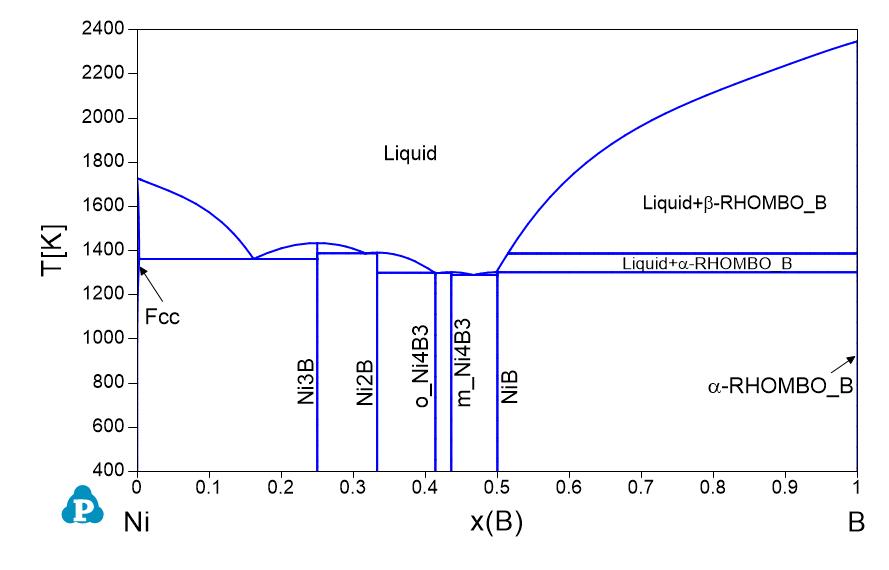 2400
2200
2000
1800
1600
1400
1200
1000
800
600
400
T[K]
Liquid
Liquid+β-RHOMBO_B
Liquid+α-RHOMBO_B
Fcc
Ni3B
Ni2B
o_Ni4B3
m_Ni4B3
NiB
α-RHOMBO_B
0
0.1
0.2
0.3
0.4
0.5
0.6
0.7
0.8
0.9
1
P
Ni
x(B)
B